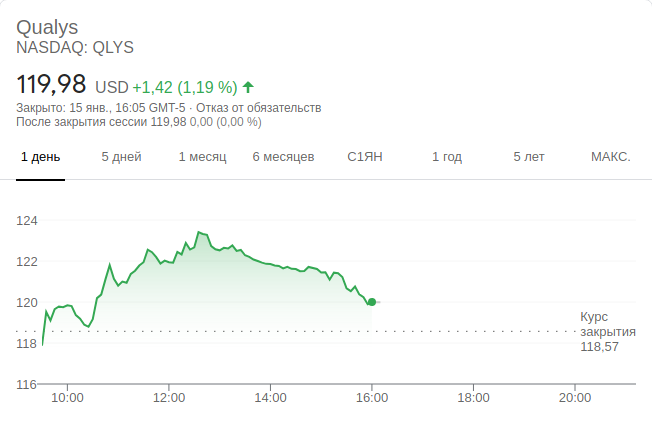 Qualys
NASDAQ: QLYS
119,98 USD +1,42 (1,19 %)
Закрыто: 15 янв., 16:05 GMT-5 · Отказ от обязательств
После закрытия сессии 119,98 0,00 (0,00 %)
1 день 5 дней 1 месяц 6 месяцев С1ЯН 1 год 5 лет МАКС.
124
122
120
Курс
закрытия
118,57
118
116
10:00 12:00 14:00 16:00 18:00 20:00